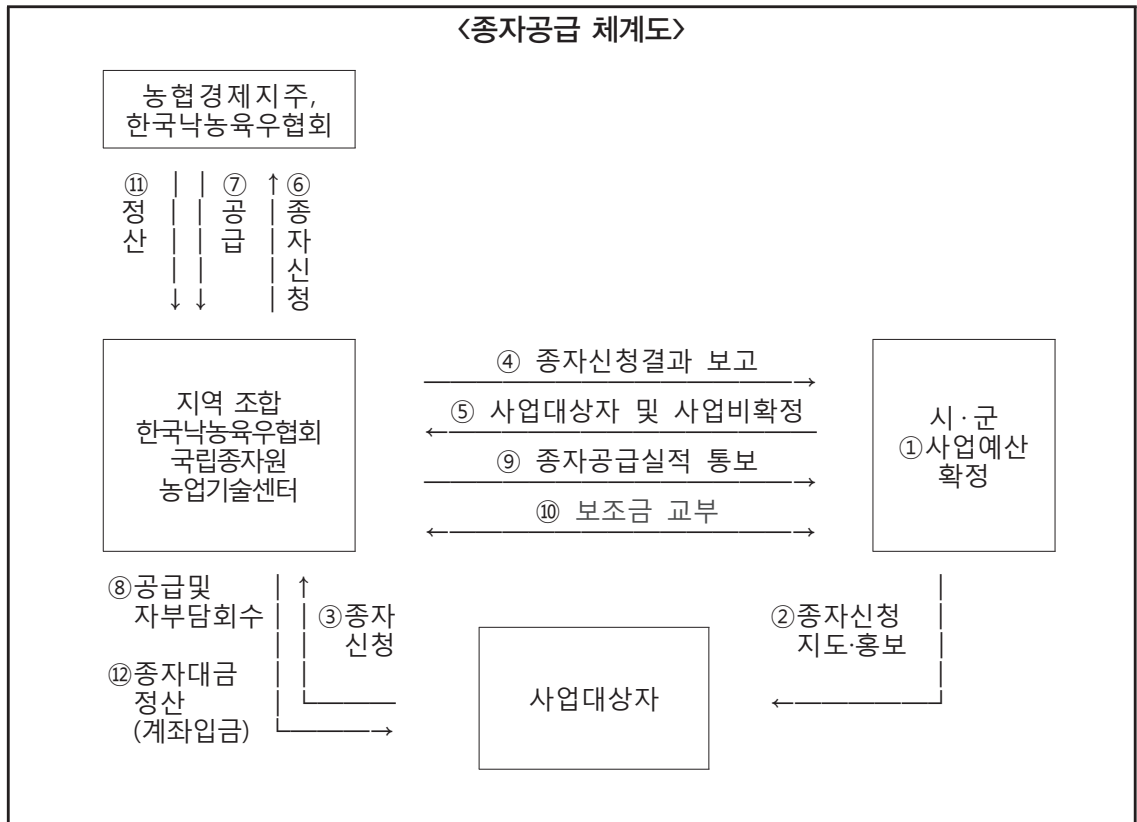 <종자공급 체계도>
농협경제지주,
한국낙농육우협회
⑪정산
⑦공급
⑥종자신청
지역 조합
한국낙농육우협회
국립종자원
농업기술센터
④ 종자신청결과 보고
⑤ 사업대상자 및 사업비확정
⑨ 종자공급실적 통보
⑩ 보조금 교부
시·군
①사업예산
확정
⑧공급및
자부담회수
③종자
신청
②종자신청
지도·홍보
⑫종자대금
정산
(계좌입금)
사업대상자